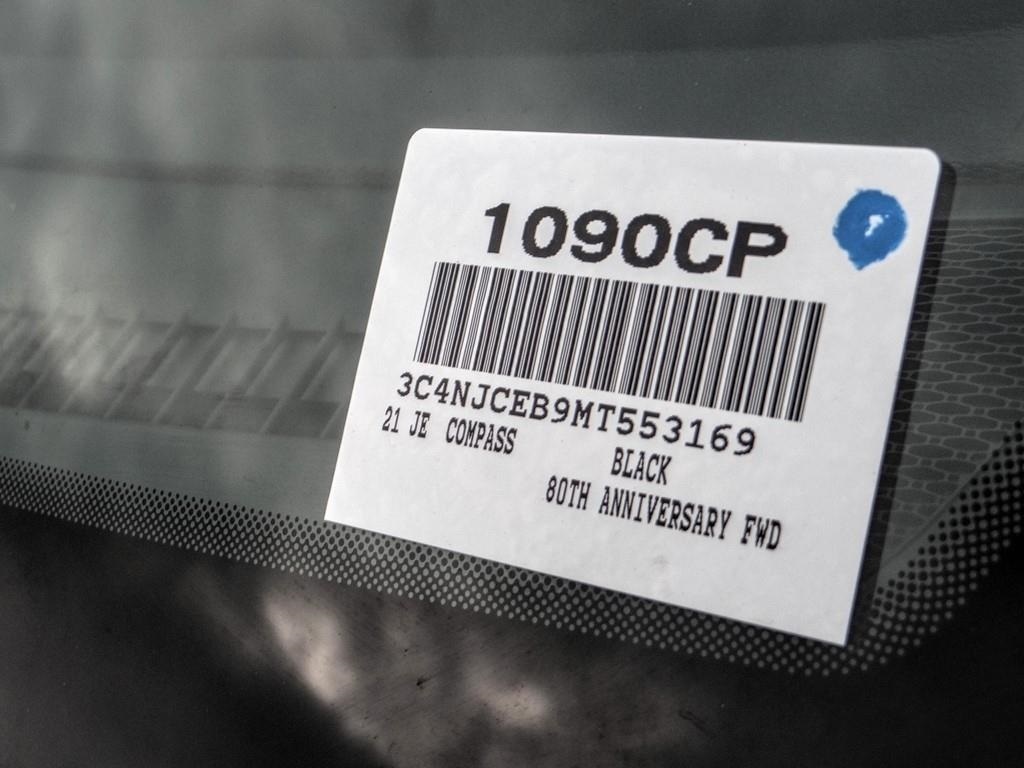 1090CP
3C4NJCEB9MT553169
21 JE COMPASS
BLACK
80TH ANNIVERSARY FWD